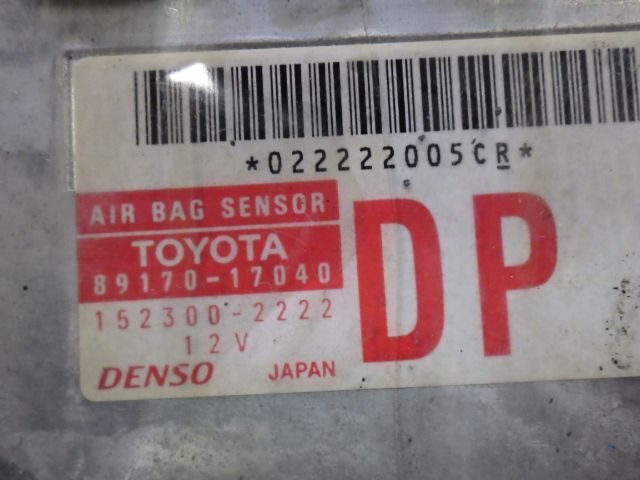 *022222005CR*
AIR BAG SENSOR
TOYOTA
89170-17040
152300-2222
12V
DENSO JAPAN
DP